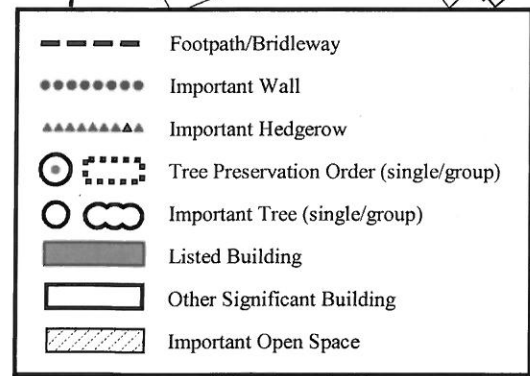 Footpath/Bridleway
Important Wall
Important Hedgerow
Tree Preservation Order (single/group)
Important Tree (single/group)
Listed Building
Other Significant Building
Important Open Space